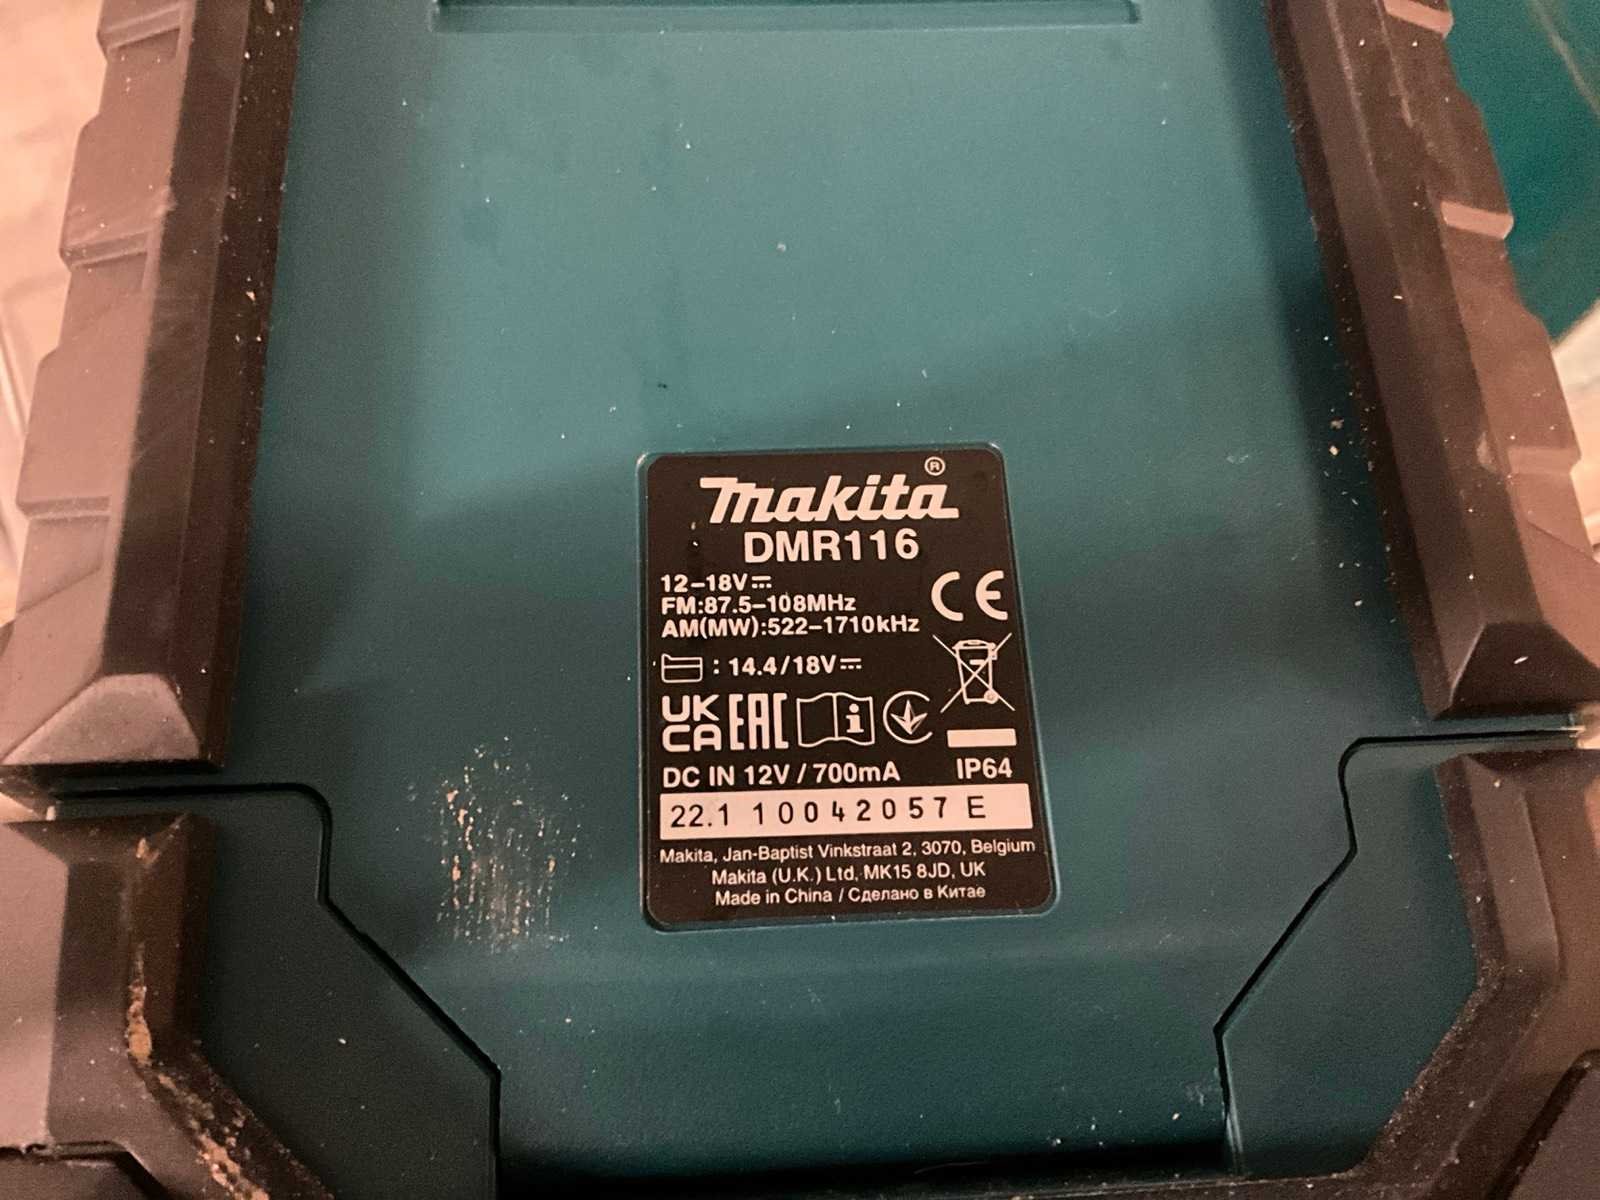 makita®
DMR116
12–18V⎓
FM:87.5–108MHz
AM(MW):522–1710kHz
CE
: 14.4/18V⎓
UK
CA EAC i
DC IN 12V / 700mA IP64
22.1 10042057 E
Makita, Jan-Baptist Vinkstraat 2, 3070, Belgium
Makita (U.K.) Ltd, MK15 8JD, UK
Made in China / Сделано в Китае